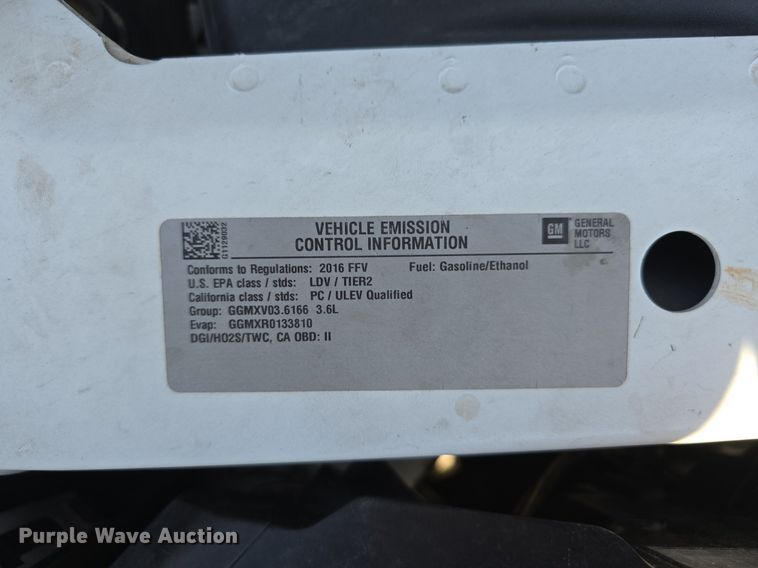 VEHICLE EMISSION
CONTROL INFORMATION
G1129832
GM
GENERAL
MOTORS
LLC
Conforms to Regulations: 2016 FFV Fuel: Gasoline/Ethanol
U.S. EPA class / stds: LDV / TIER2
California class / stds: PC / ULEV Qualified
Group: GGMXV03.6166 3.6L
Evap: GGMXR0133810
DGI/HO2S/TWC, CA OBD: II
Purple Wave Auction